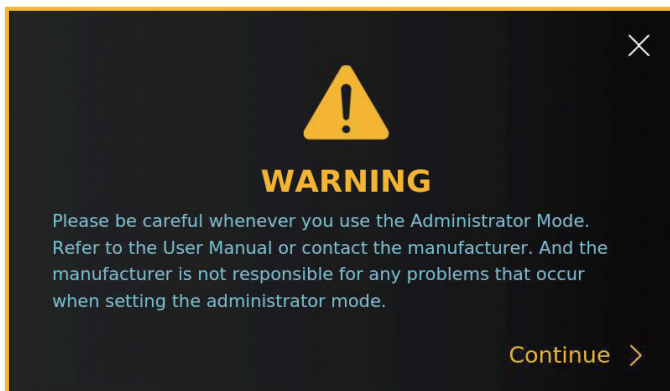 WARNING
Please be careful whenever you use the Administrator Mode.
Refer to the User Manual or contact the manufacturer. And the
manufacturer is not responsible for any problems that occur
when setting the administrator mode.
Continue